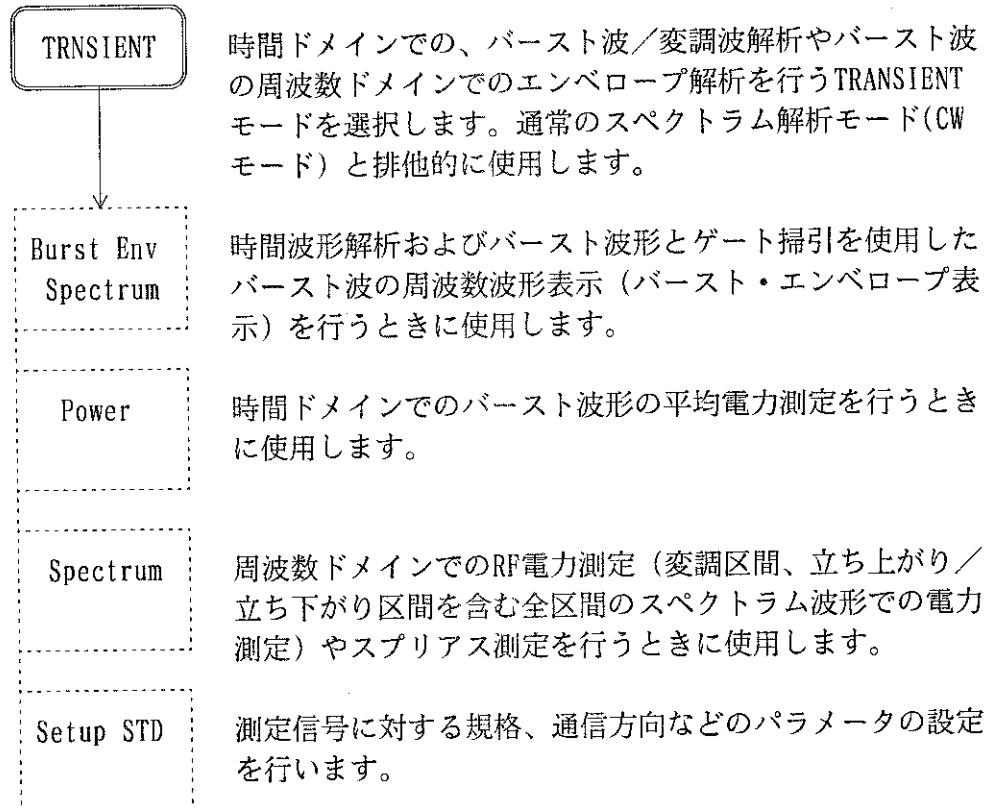 TRNSIENT
時間ドメインでの、バースト波／変調波解析やバースト波
の周波数ドメインでのエンベロープ解析を行うTRANSIENT
モードを選択します。通常のスペクトラム解析モード(CW
モード）と排他的に使用します。
Burst Env
Spectrum
時間波形解析およびバースト波形とゲート掃引を使用した
バースト波の周波数波形表示（バースト・エンベロープ表
示）を行うときに使用します。
Power
時間ドメインでのバースト波形の平均電力測定を行うとき
に使用します。
Spectrum
周波数ドメインでのRF電力測定（変調区間、立ち上がり／
立ち下がり区間を含む全区間のスペクトラム波形での電力
測定）やスプリアス測定を行うときに使用します。
Setup STD
測定信号に対する規格、通信方向などのパラメータの設定
を行います。